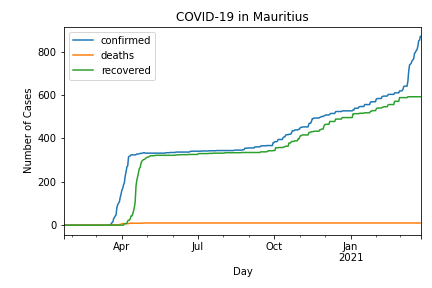 COVID-19 in Mauritius
confirmed
deaths
recovered
Number of Cases
800
600
400
200
0
Apr
Jul
Oct
Jan
2021
Day